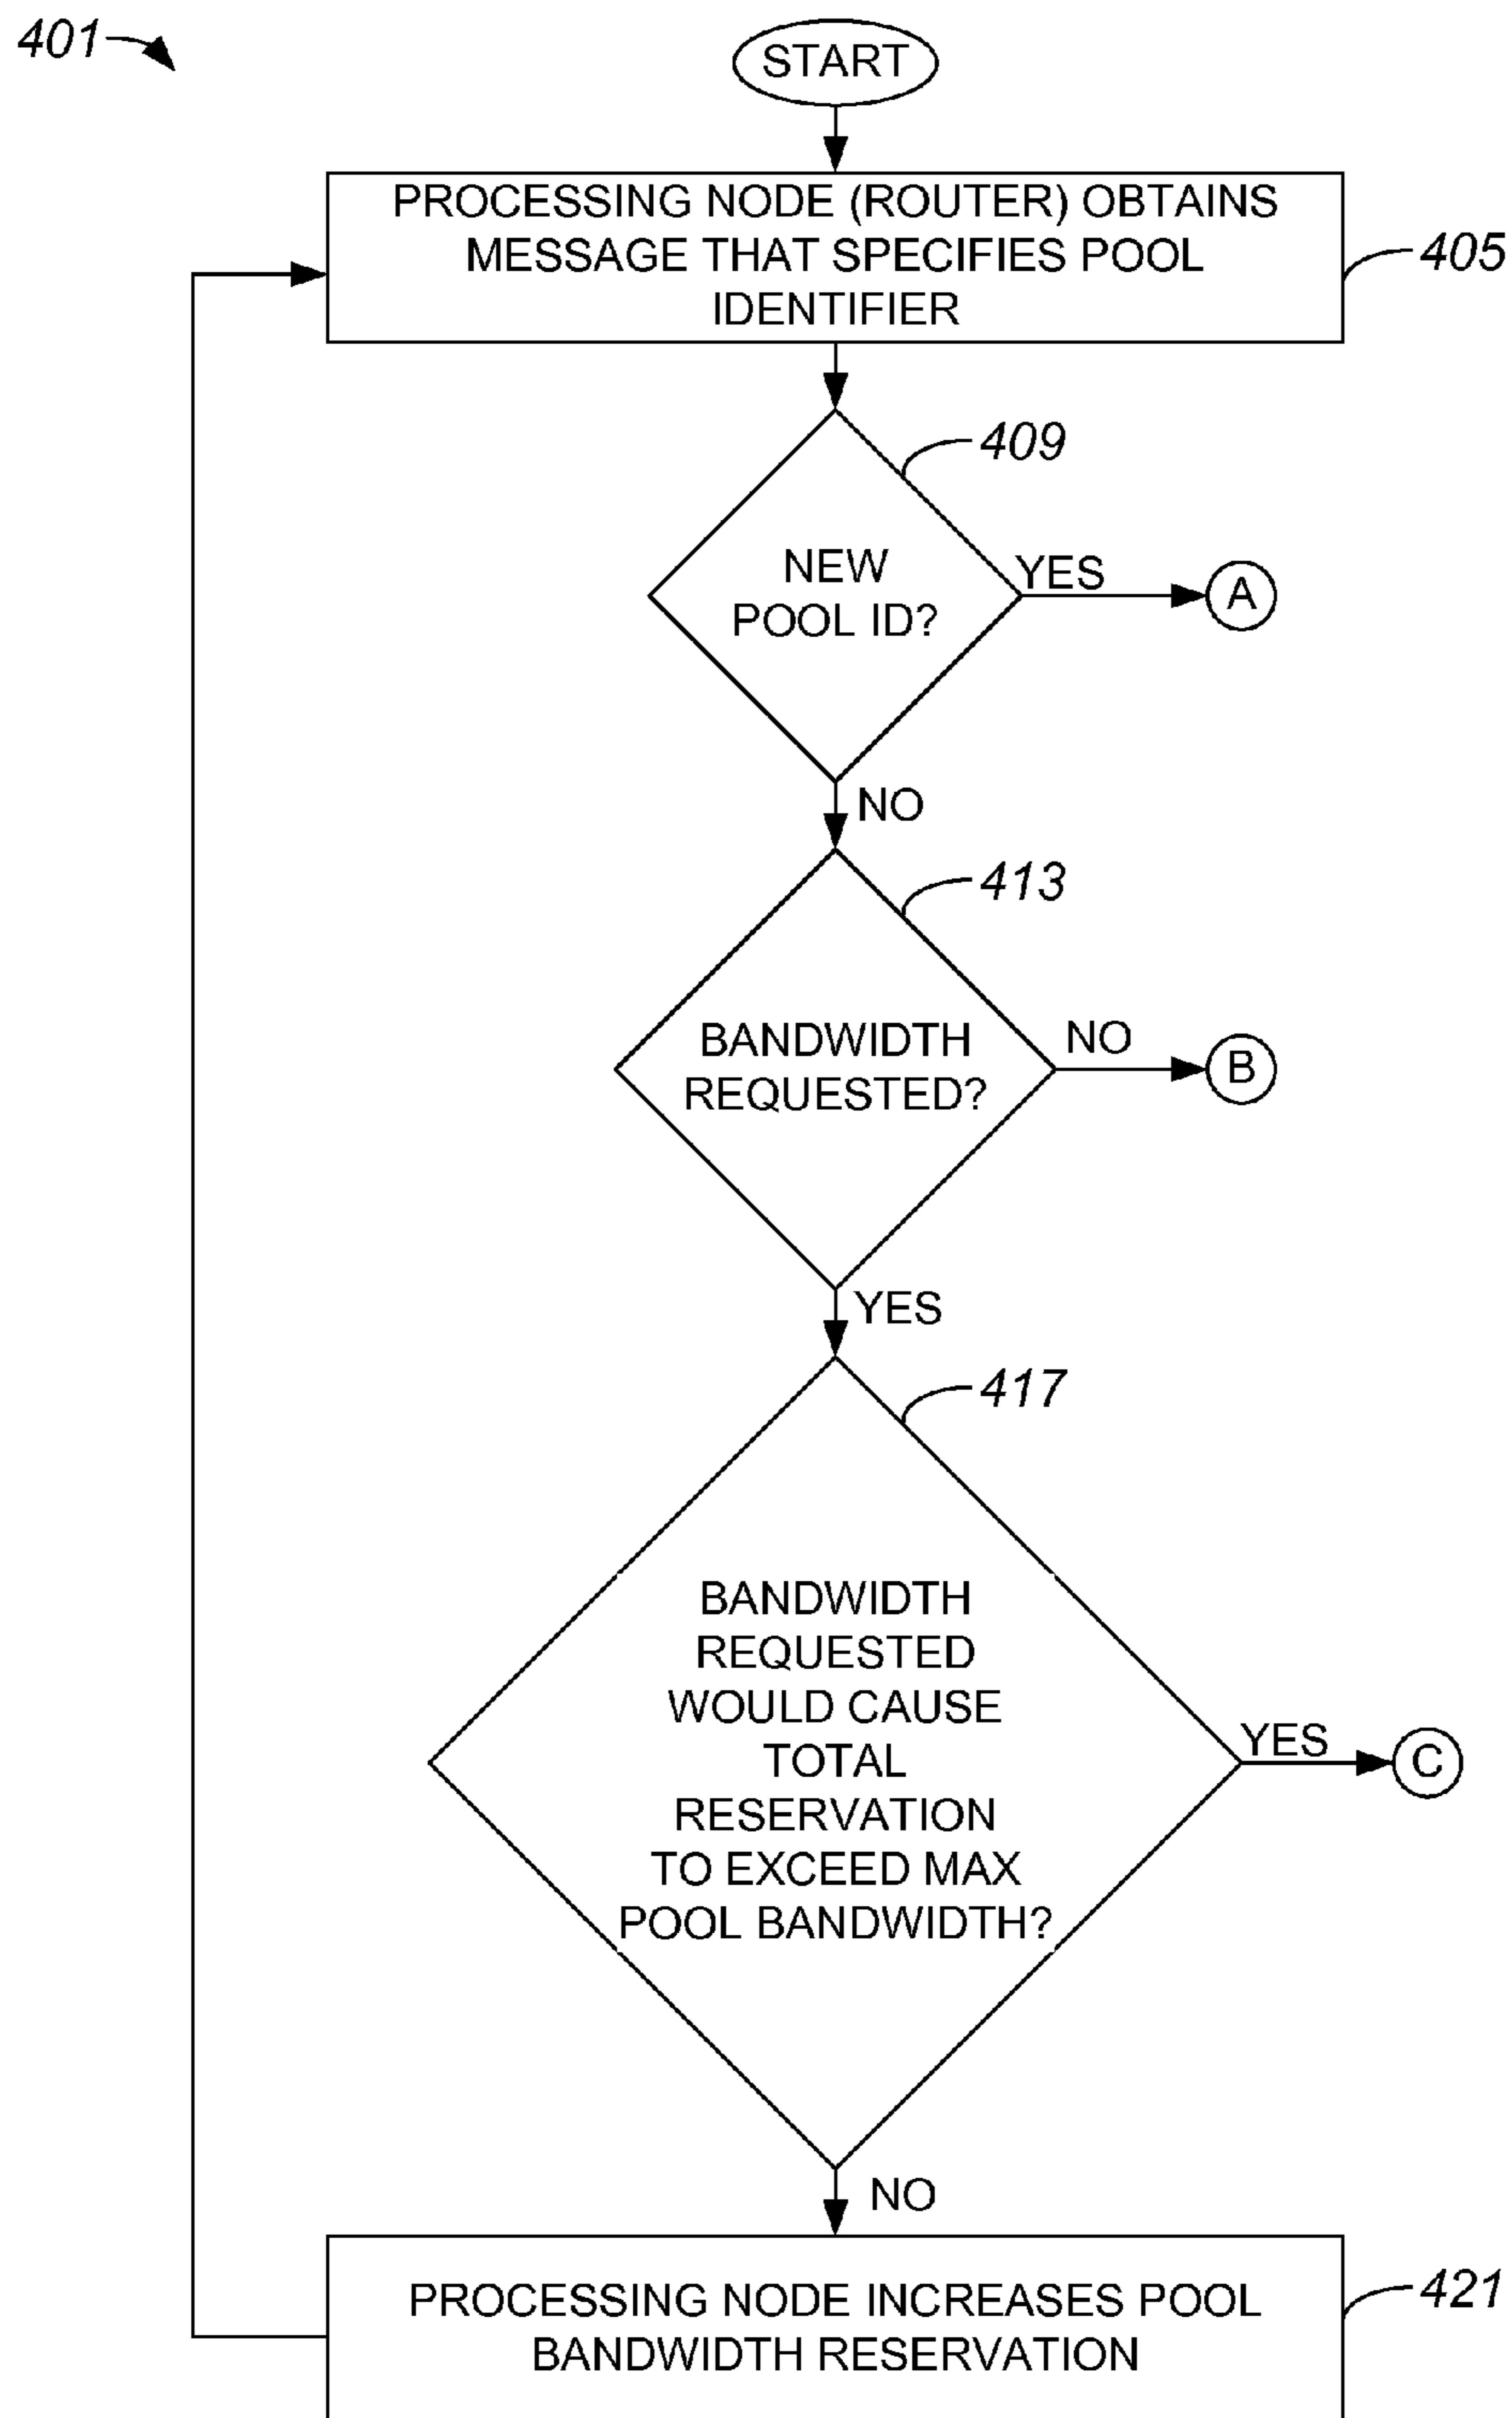 401
START
PROCESSING NODE (ROUTER) OBTAINS
MESSAGE THAT SPECIFIES POOL
IDENTIFIER
405
409
NEW
POOL ID?
YES
A
NO
413
BANDWIDTH
REQUESTED?
NO
B
YES
417
BANDWIDTH
REQUESTED
WOULD CAUSE
TOTAL
RESERVATION
TO EXCEED MAX
POOL BANDWIDTH?
YES
C
NO
PROCESSING NODE INCREASES POOL
BANDWIDTH RESERVATION
421